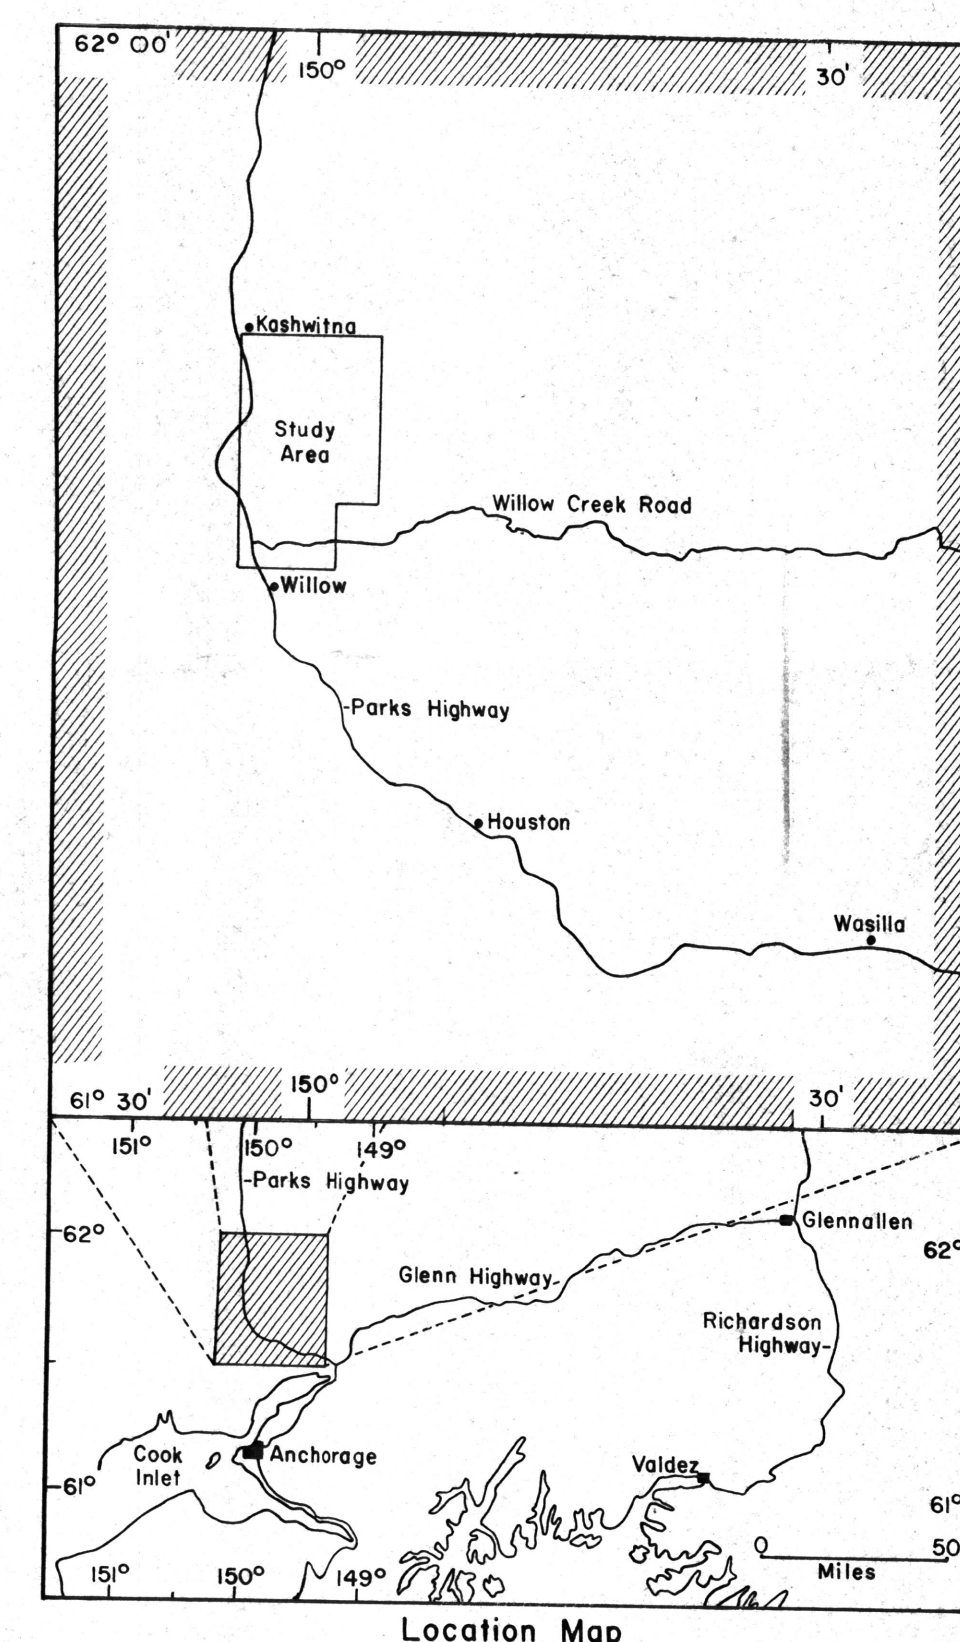 62° 00'
150°
30'
Kashwitna
Study
Area
Willow Creek Road
Willow
Parks Highway
Houston
Wasilla
61° 30'
150°
30'
151°
150°
149°
Parks Highway
62°
Glennallen
62°
Glenn Highway
Richardson
Highway
Cook
Inlet
Anchorage
Valdez
61°
61°
0
50
Miles
151°
150°
149°
Location Map